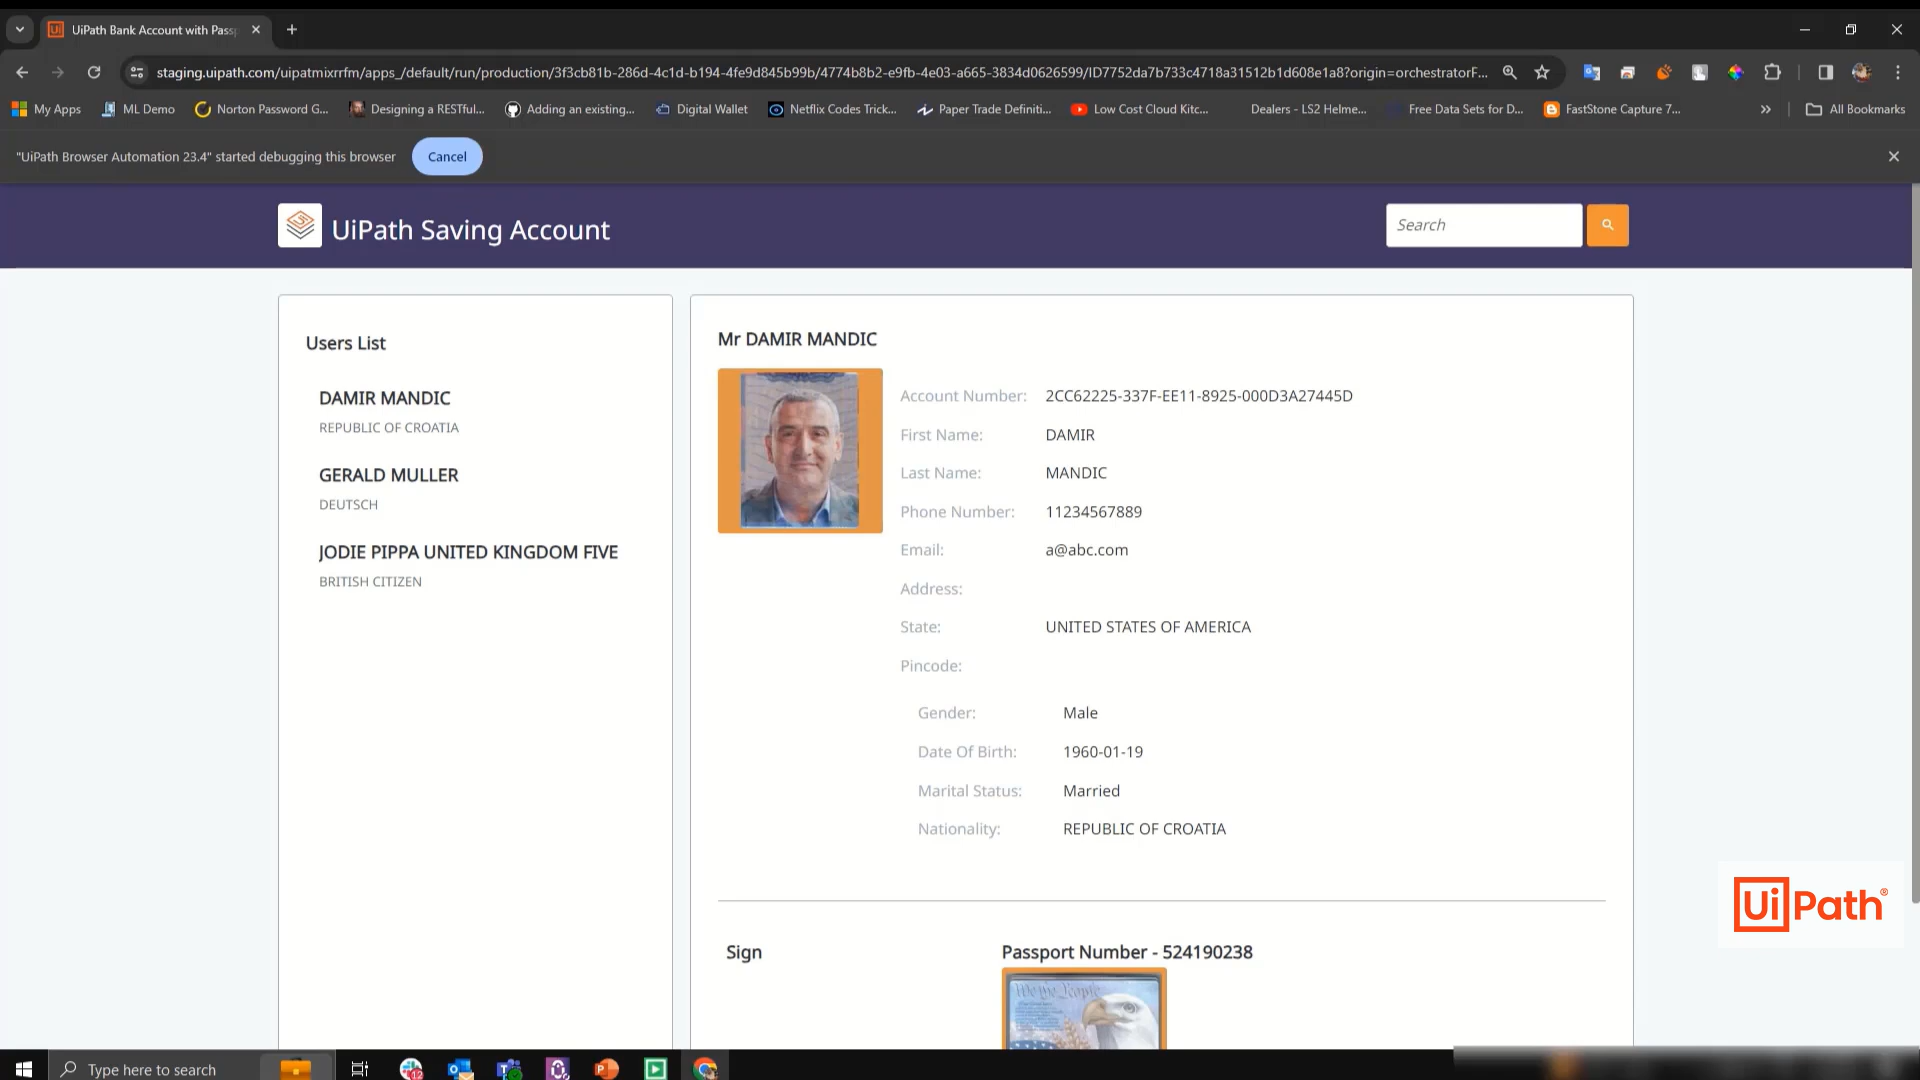 UiPath Bank Account with Pass
staging.uipath.com/uipatmixrrfm/apps_/default/run/production/3f3cb81b-286d-4c1d-b194-4fe9d845b99b/4774b8b2-e9fb-4e03-a665-3834d0626599/ID7752da7b733c4718a31512b1d608e1a8?origin=orchestratorF...
My Apps
ML Demo
Norton Password G...
Designing a RESTful...
Adding an existing...
Digital Wallet
Netflix Codes Trick...
Paper Trade Definiti...
Low Cost Cloud Kitc...
Dealers - LS2 Helme...
Free Data Sets for D...
FastStone Capture 7...
All Bookmarks
"UiPath Browser Automation 23.4" started debugging this browser
Cancel
UiPath Saving Account
Search
Users List
DAMIR MANDIC
REPUBLIC OF CROATIA
GERALD MULLER
DEUTSCH
JODIE PIPPA UNITED KINGDOM FIVE
BRITISH CITIZEN
Mr DAMIR MANDIC
Account Number: 2CC62225-337F-EE11-8925-000D3A27445D
First Name: DAMIR
Last Name: MANDIC
Phone Number: 11234567889
Email: a@abc.com
Address:
State: UNITED STATES OF AMERICA
Pincode:
Gender: Male
Date Of Birth: 1960-01-19
Marital Status: Married
Nationality: REPUBLIC OF CROATIA
Sign
Passport Number - 524190238
We the People
UiPath®
Type here to search